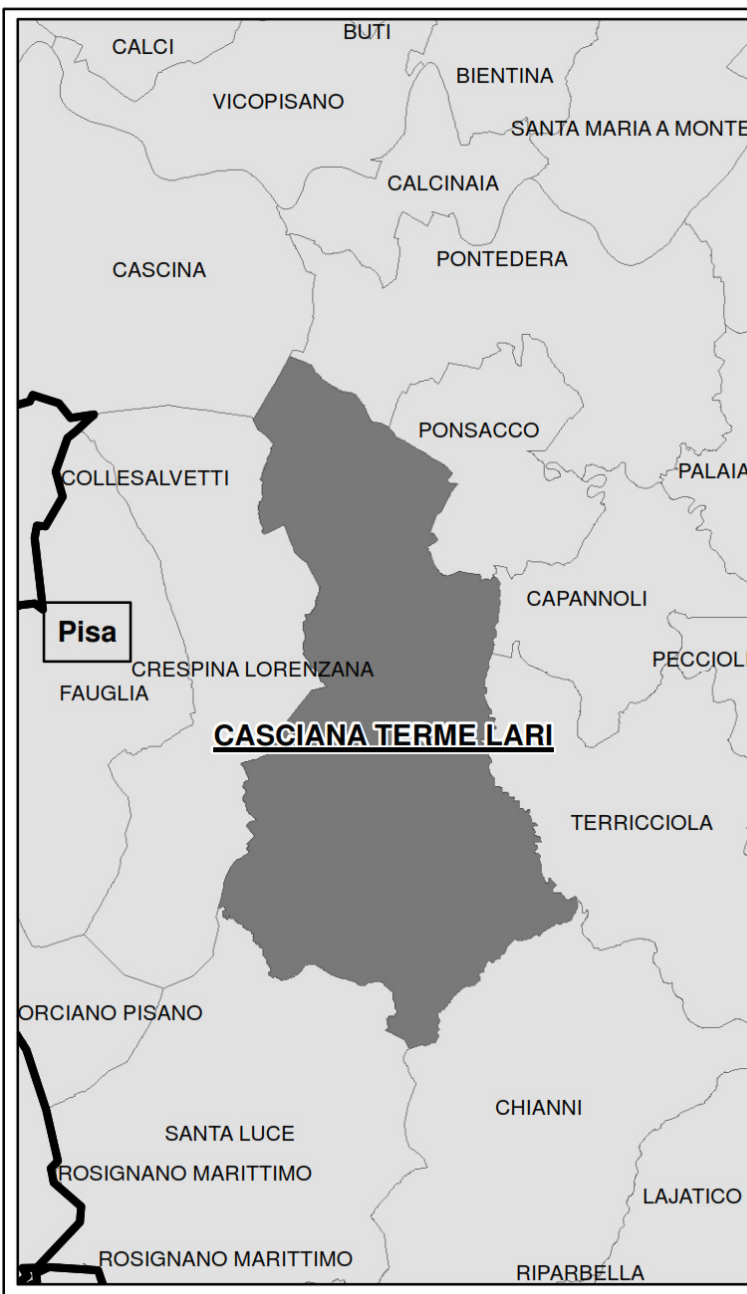 BUTI
CALCI
BIENTINA
VICOPISANO
SANTA MARIA A MONTE
CALCINAIA
PONTEDERA
CASCINA
PONSACCO
PALAIA
COLLESALVETTI
CAPANNOLI
Pisa
PECCIOLI
CRESPINA LORENZANA
FAUGLIA
CASCIANA TERME LARI
TERRICCIOLA
ORCIANO PISANO
CHIANNI
SANTA LUCE
ROSIGNANO MARITTIMO
LAJATICO
ROSIGNANO MARITTIMO
RIPARBELLA